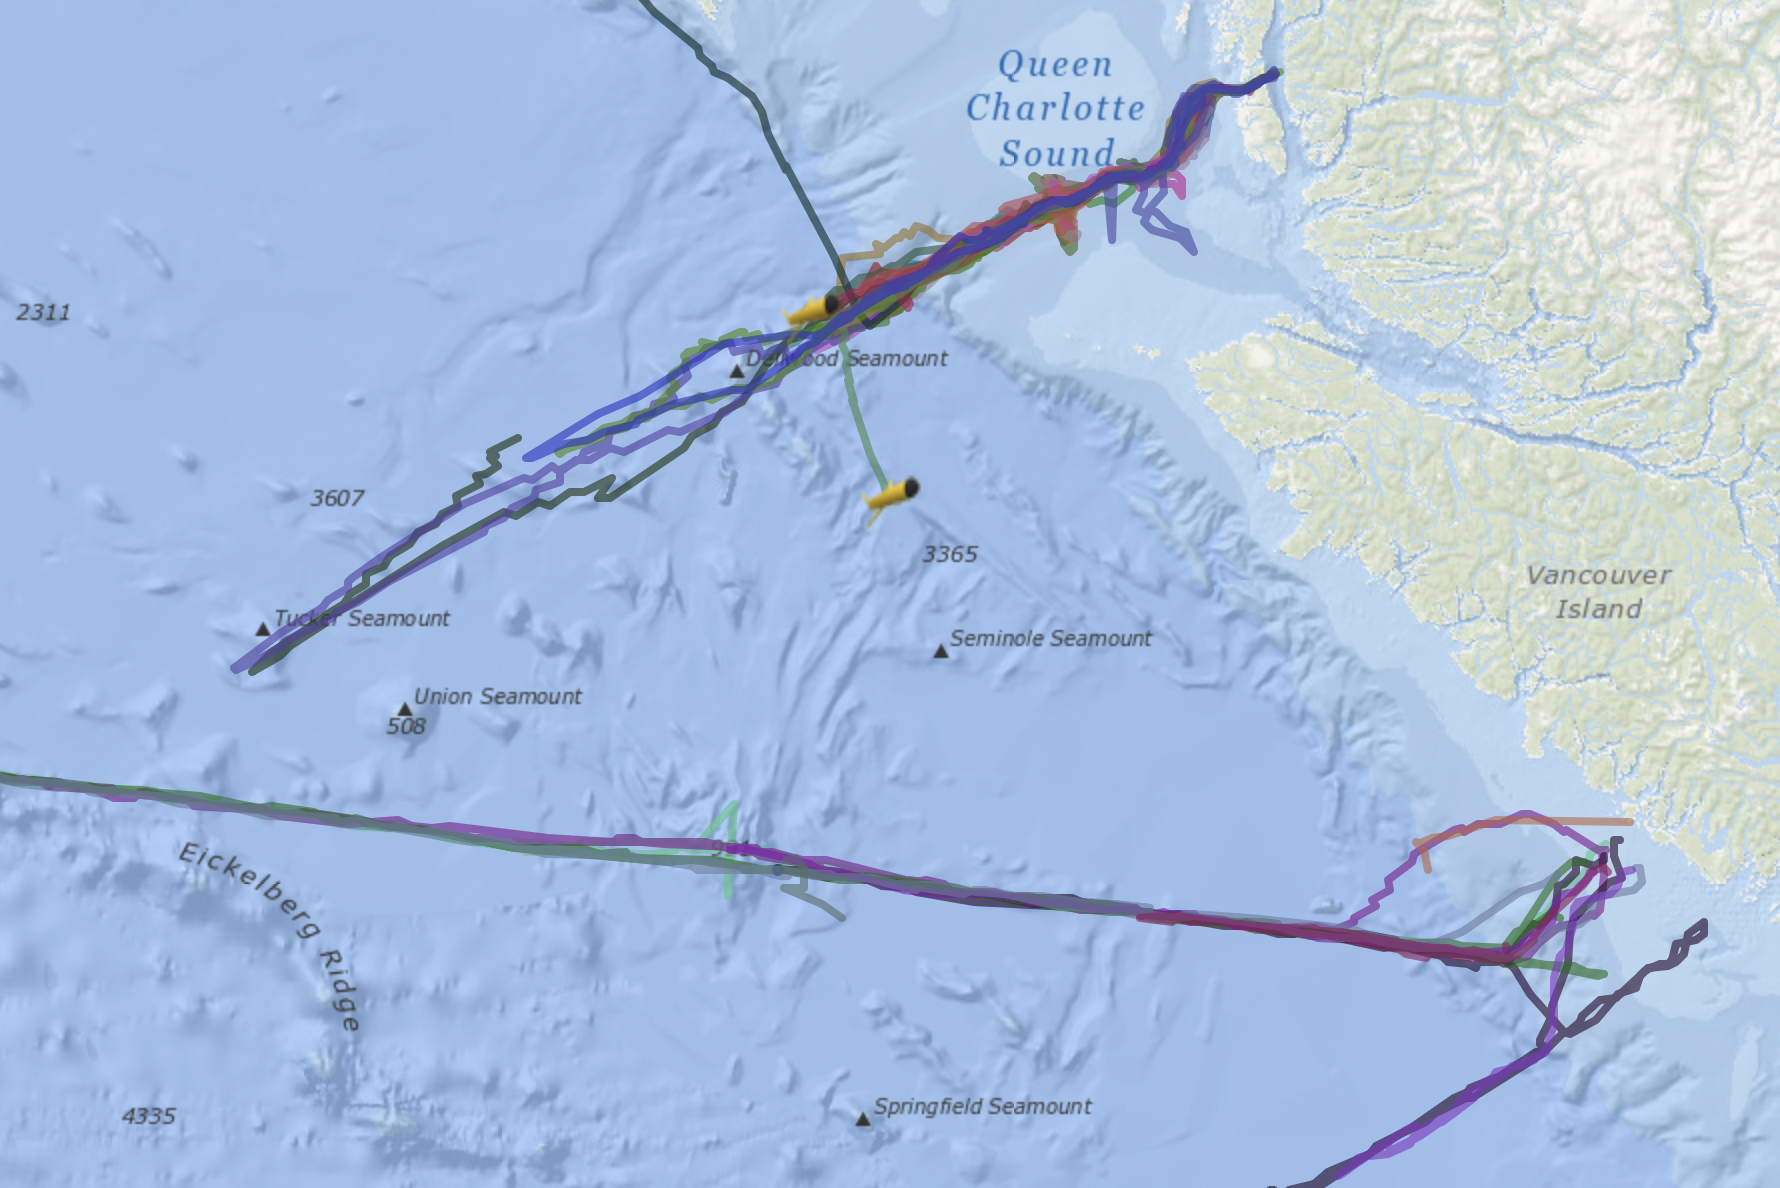 Queen
Charlotte
Sound
2311
Dellwood Seamount
3607
3365
Vancouver
Island
Tucker Seamount
Seminole Seamount
Union Seamount
508
Eickelberg Ridge
4335
Springfield Seamount